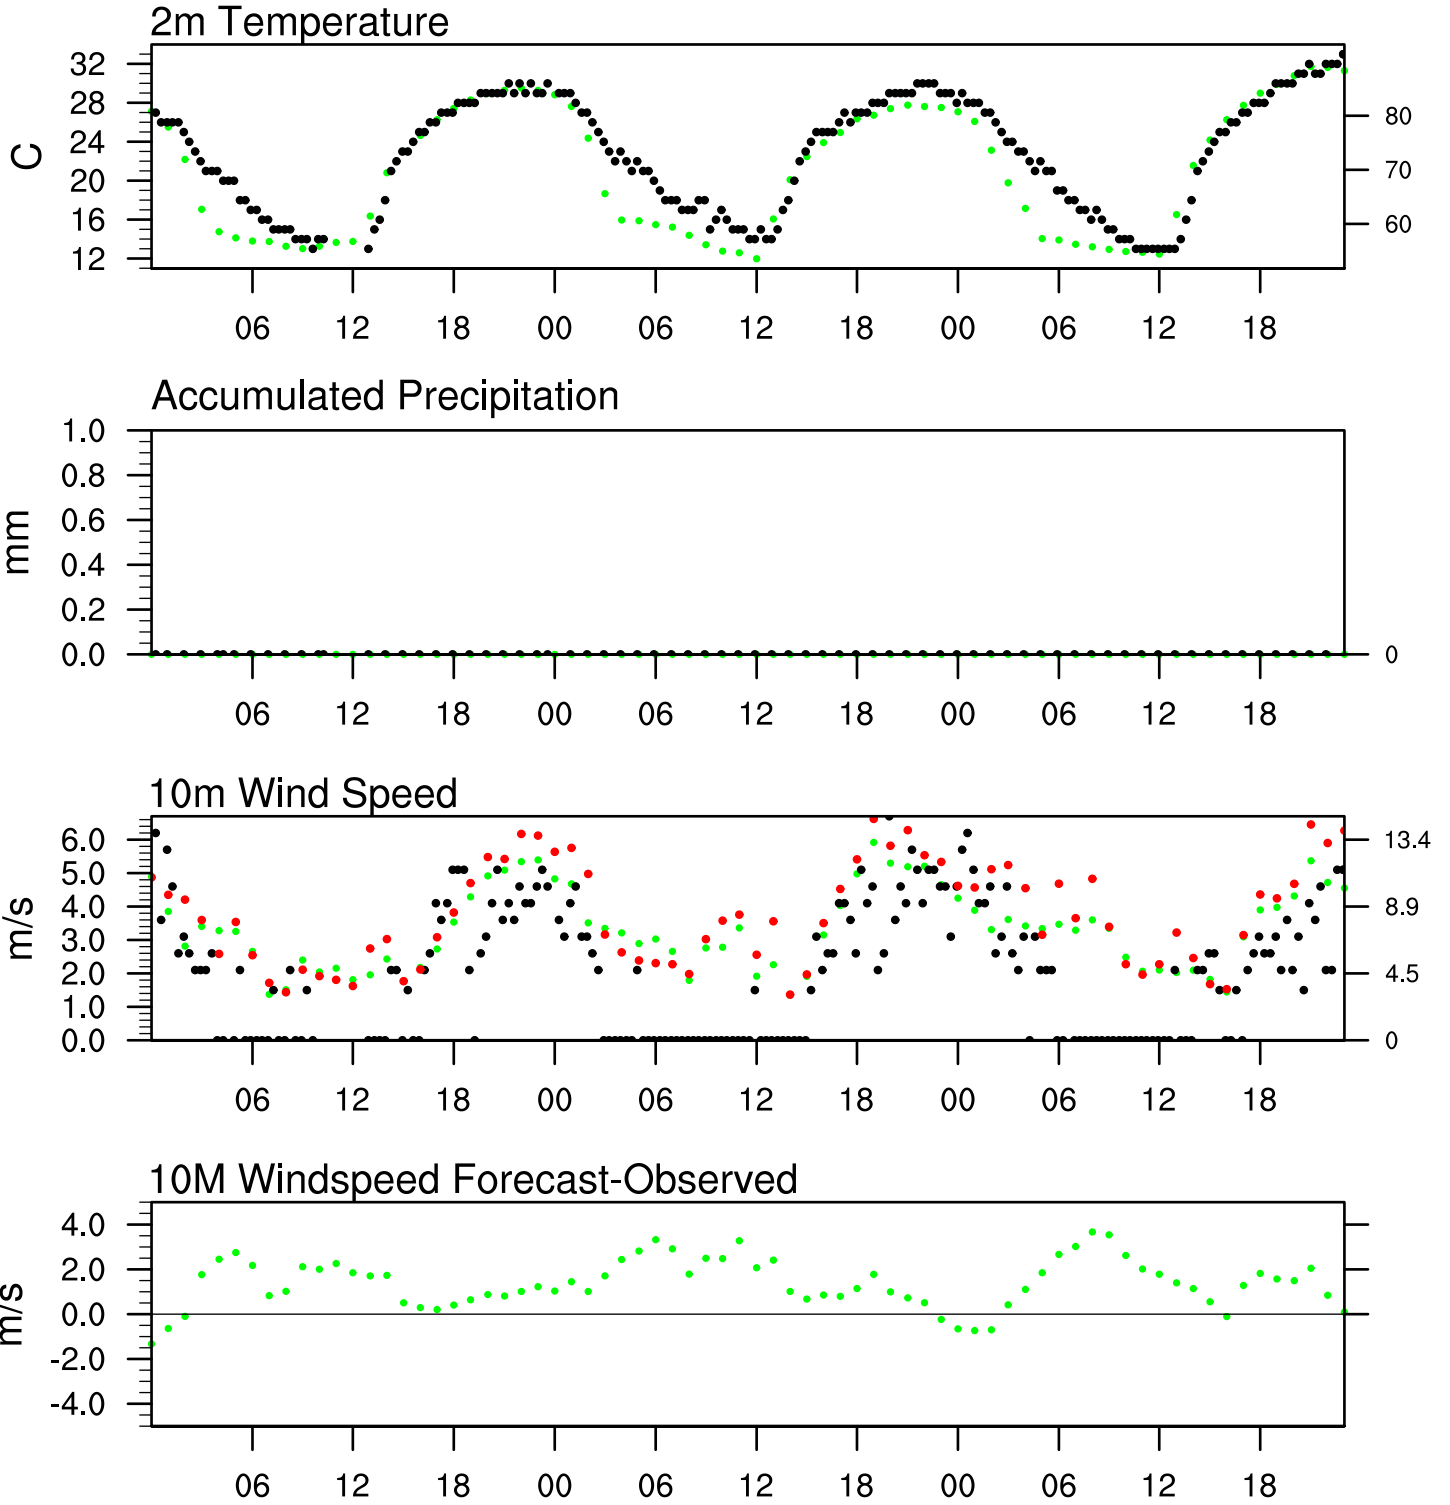 2m Temperature
C
32
28
24
20
16
12
80
70
60
06 12 18 00 06 12 18 00 06 12 18
Accumulated Precipitation
mm
1.0
0.8
0.6
0.4
0.2
0.0
0
06 12 18 00 06 12 18 00 06 12 18
10m Wind Speed
m/s
6.0
5.0
4.0
3.0
2.0
1.0
0.0
13.4
8.9
4.5
0
06 12 18 00 06 12 18 00 06 12 18
10M Windspeed Forecast-Observed
m/s
4.0
2.0
0.0
-2.0
-4.0
06 12 18 00 06 12 18 00 06 12 18